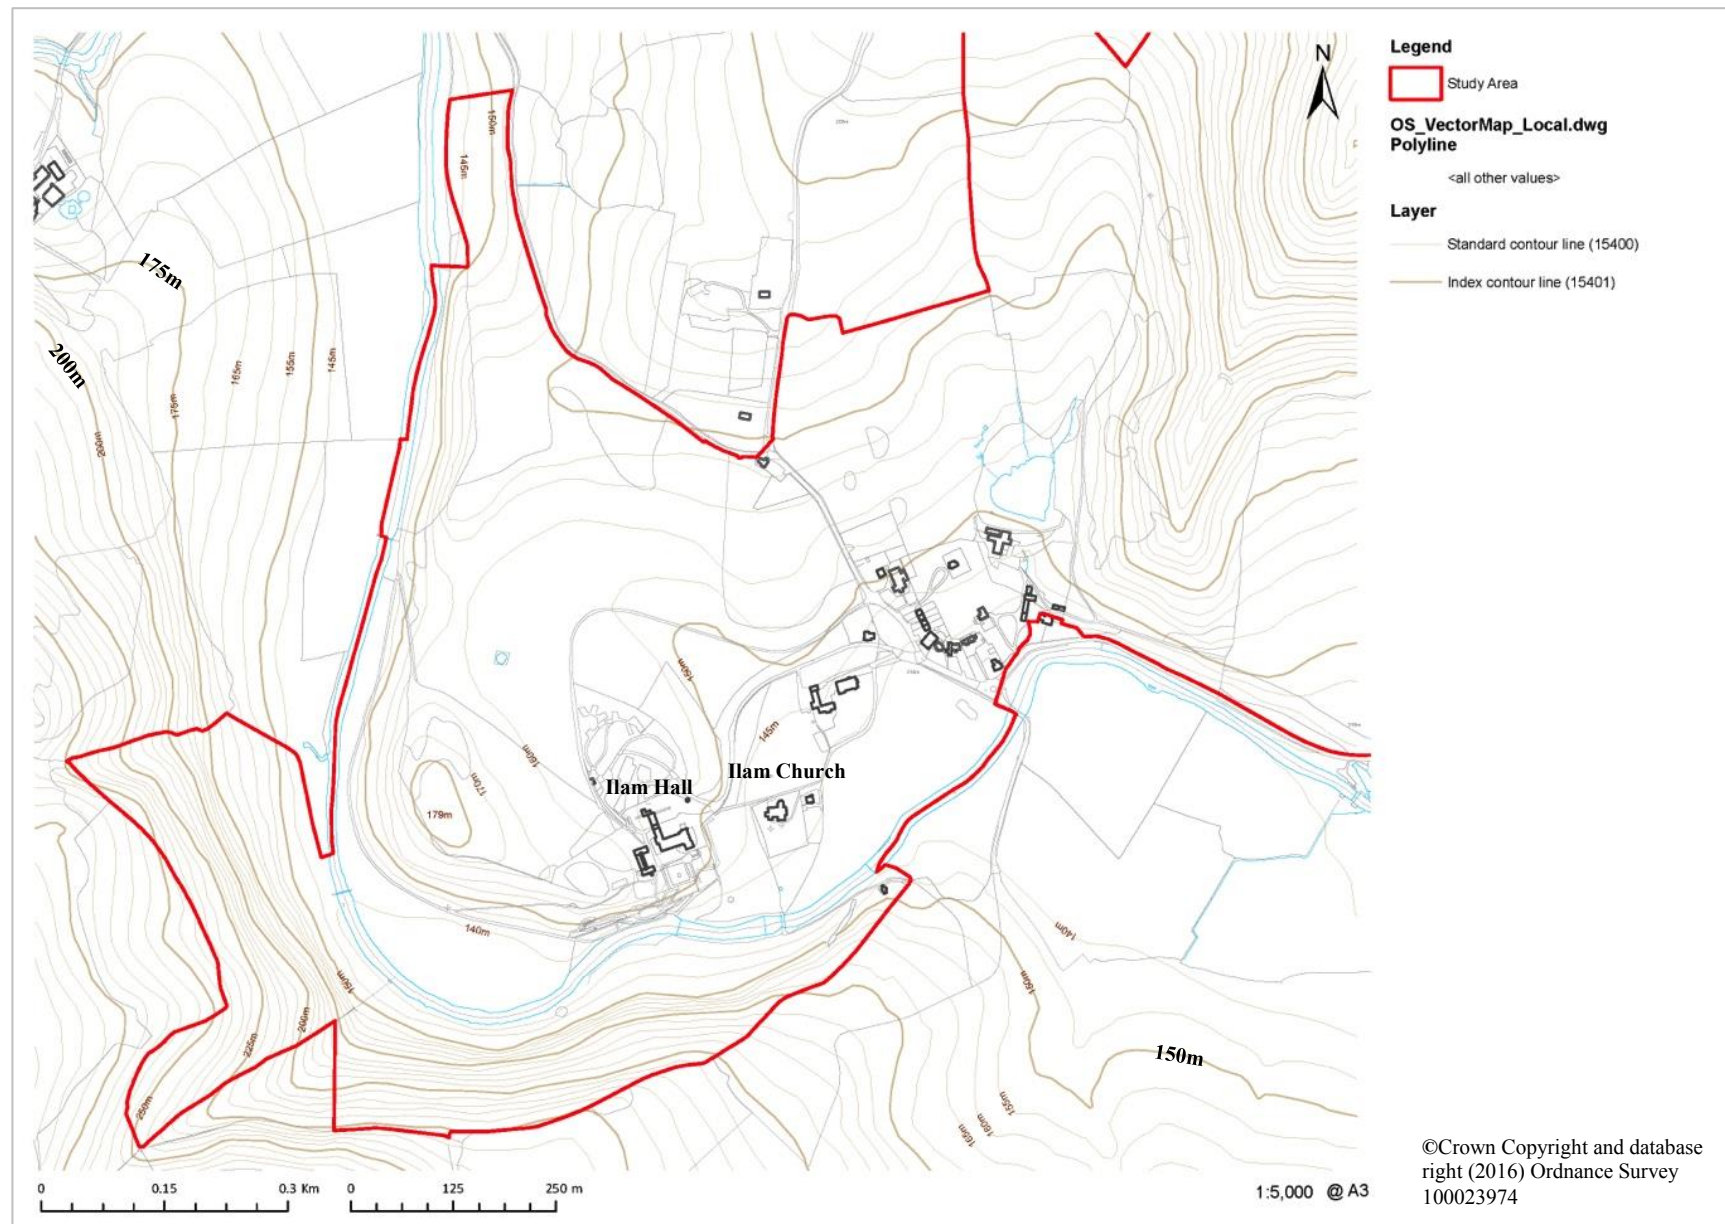 N
150m
145m
175m
200m
165m
155m
145m
175m
200m
150m
160m
170m
179m
145m
Ilam Church
Ilam Hall
140m
140m
150m
150m
200m
225m
250m
150m
155m
160m
165m
0 0.15 0.3 Km
0 125 250 m
1:5,000 @ A3
Legend
Study Area
OS_VectorMap_Local.dwg
Polyline
<all other values>
Layer
Standard contour line (15400)
Index contour line (15401)
©Crown Copyright and database
right (2016) Ordnance Survey
100023974